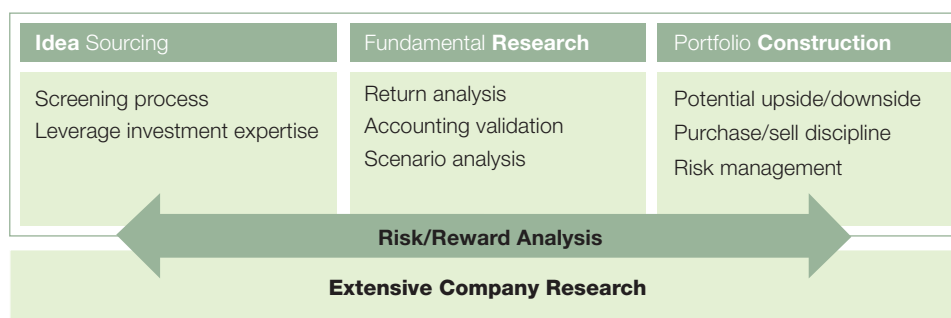 Idea Sourcing
Screening process
Leverage investment expertise
Fundamental Research
Return analysis
Accounting validation
Scenario analysis
Portfolio Construction
Potential upside/downside
Purchase/sell discipline
Risk management
Risk/Reward Analysis
Extensive Company Research